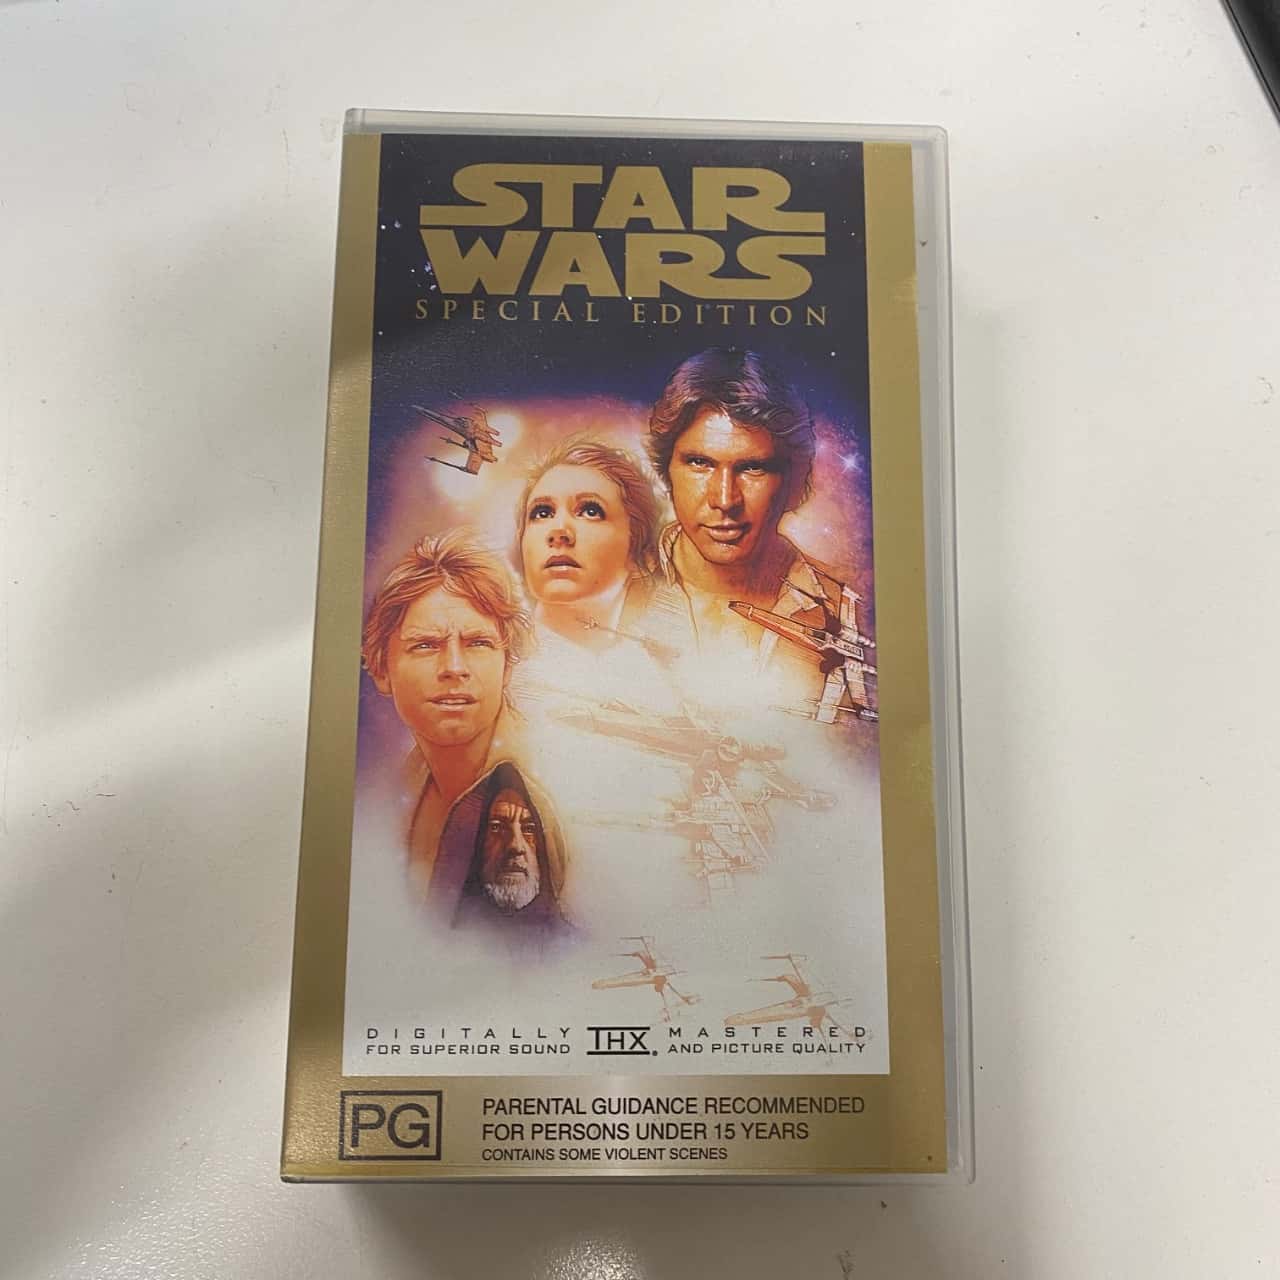 STAR
WARS
SPECIAL EDITION
DIGITALLY THX MASTERED
FOR SUPERIOR SOUND AND PICTURE QUALITY
PG
PARENTAL GUIDANCE RECOMMENDED
FOR PERSONS UNDER 15 YEARS
CONTAINS SOME VIOLENT SCENES